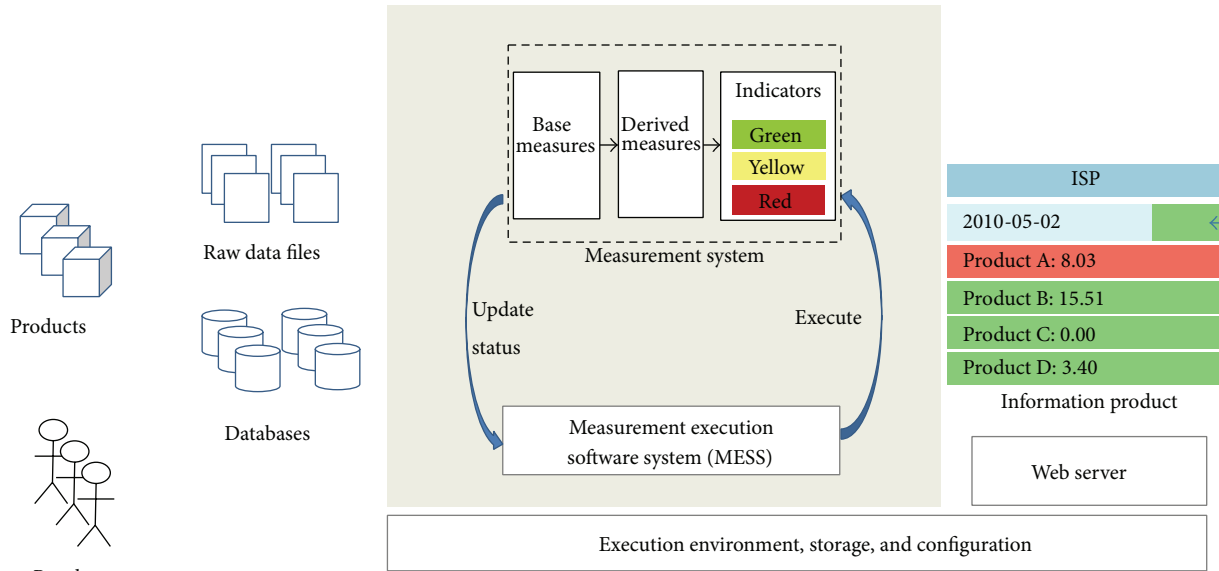 Products
Raw data files
Databases
Base
measures
Derived
measures
Indicators
Green
Yellow
Red
Measurement system
Update
status
Execute
Measurement execution
software system (MESS)
ISP
2010-05-02
Product A: 8.03
Product B: 15.51
Product C: 0.00
Product D: 3.40
Information product
Web server
Execution environment, storage, and configuration